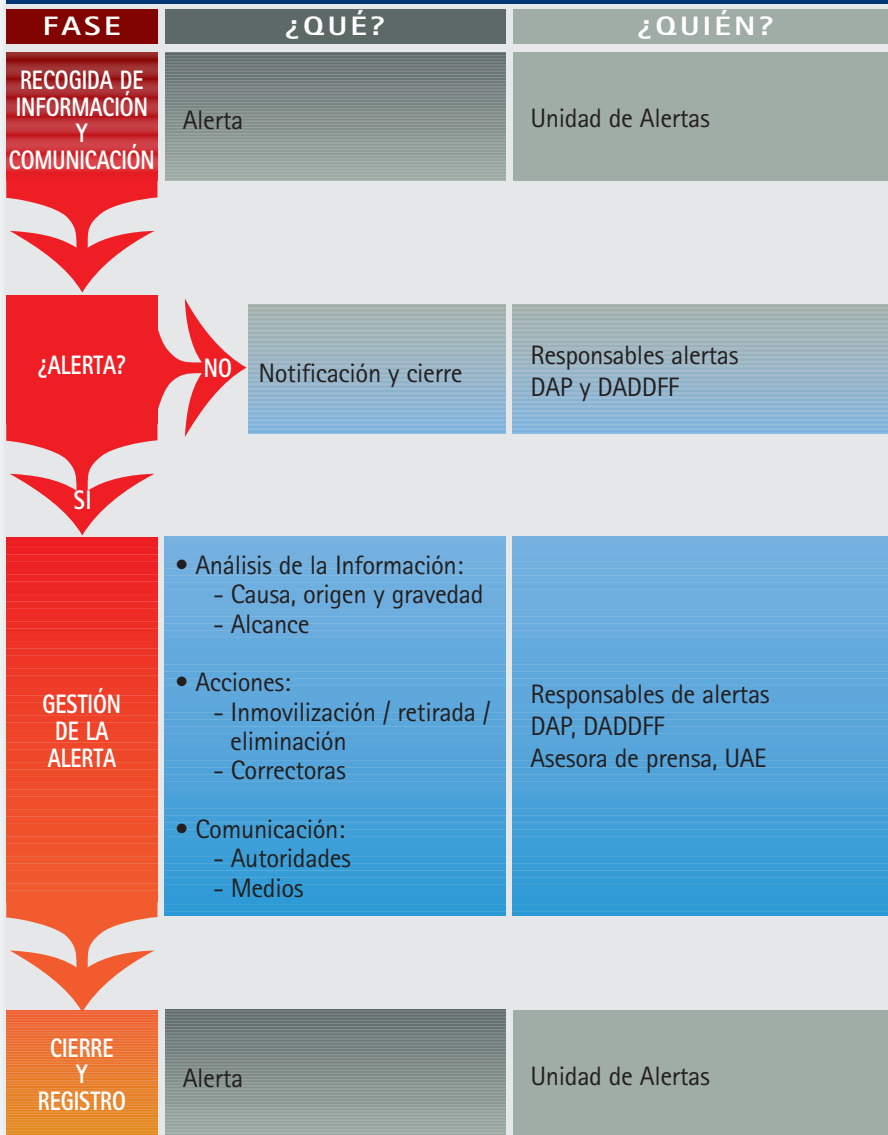 FASE
¿QUÉ?
¿QUIÉN?
RECOGIDA DE
INFORMACIÓN
Y
COMUNICACIÓN
Alerta
Unidad de Alertas
¿ALERTA?
NO
Notificación y cierre
Responsables alertas
DAP y DADDFF
SI
GESTIÓN
DE LA
ALERTA
• Análisis de la Información:
- Causa, origen y gravedad
- Alcance
• Acciones:
- Inmovilización / retirada /
eliminación
- Correctoras
• Comunicación:
- Autoridades
- Medios
Responsables de alertas
DAP, DADDFF
Asesora de prensa, UAE
CIERRE
Y
REGISTRO
Alerta
Unidad de Alertas